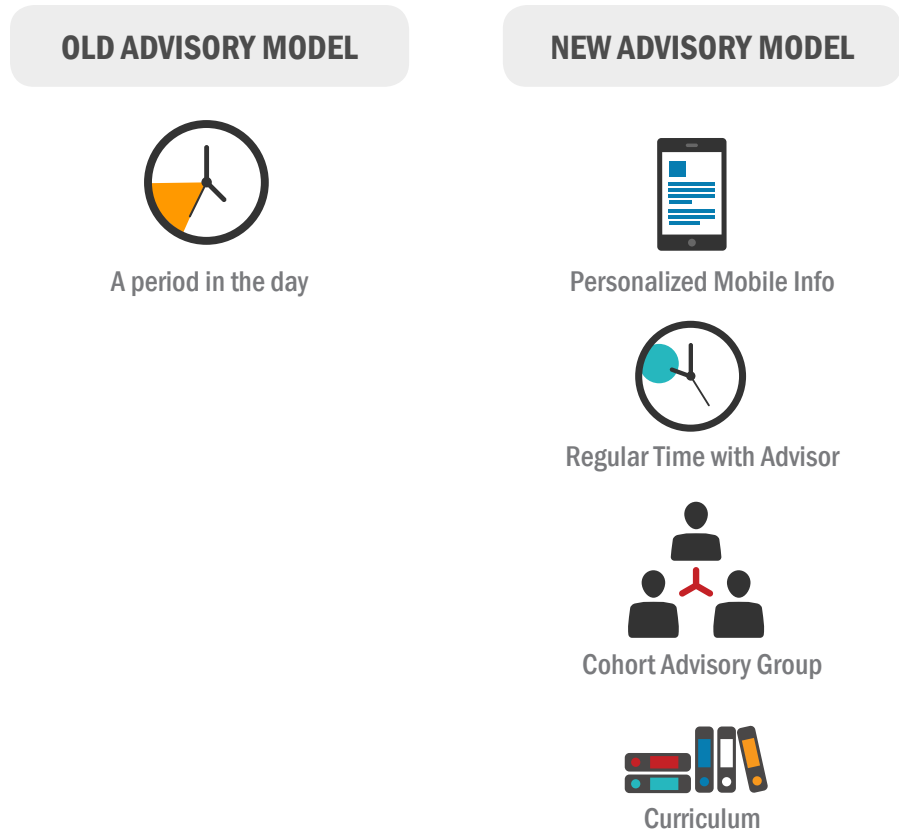 OLD ADVISORY MODEL
A period in the day
NEW ADVISORY MODEL
Personalized Mobile Info
Regular Time with Advisor
Cohort Advisory Group
Curriculum